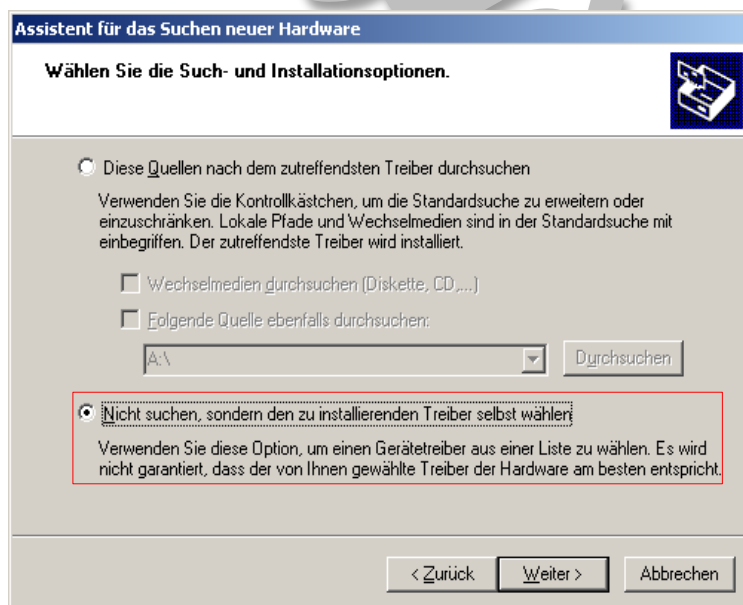 Assistent für das Suchen neuer Hardware
Wählen Sie die Such- und Installationsoptionen.
Diese Quellen nach dem zutreffendsten Treiber durchsuchen
Verwenden Sie die Kontrollkästchen, um die Standardsuche zu erweitern oder
einzuschränken. Lokale Pfade und Wechselmedien sind in der Standardsuche mit
einbegriffen. Der zutreffendste Treiber wird installiert.
Wechselmedien durchsuchen (Diskette, CD,...)
Folgende Quelle ebenfalls durchsuchen:
A:\ Durchsuchen
Nicht suchen, sondern den zu installierenden Treiber selbst wählen
Verwenden Sie diese Option, um einen Gerätetreiber aus einer Liste zu wählen. Es wird
nicht garantiert, dass der von Ihnen gewählte Treiber der Hardware am besten entspricht.
< Zurück Weiter > Abbrechen